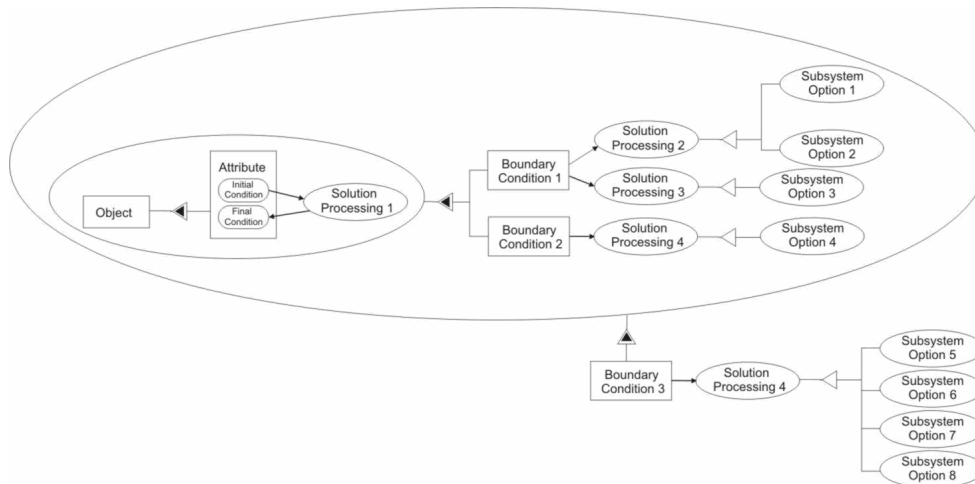 Subsystem
Option 1
Solution
Processing 2
Subsystem
Option 2
Attribute
Initial
Condition
Final
Condition
Object
Solution
Processing 1
Boundary
Condition 1
Solution
Processing 3
Subsystem
Option 3
Boundary
Condition 2
Solution
Processing 4
Subsystem
Option 4
Boundary
Condition 3
Solution
Processing 4
Subsystem
Option 5
Subsystem
Option 6
Subsystem
Option 7
Subsystem
Option 8